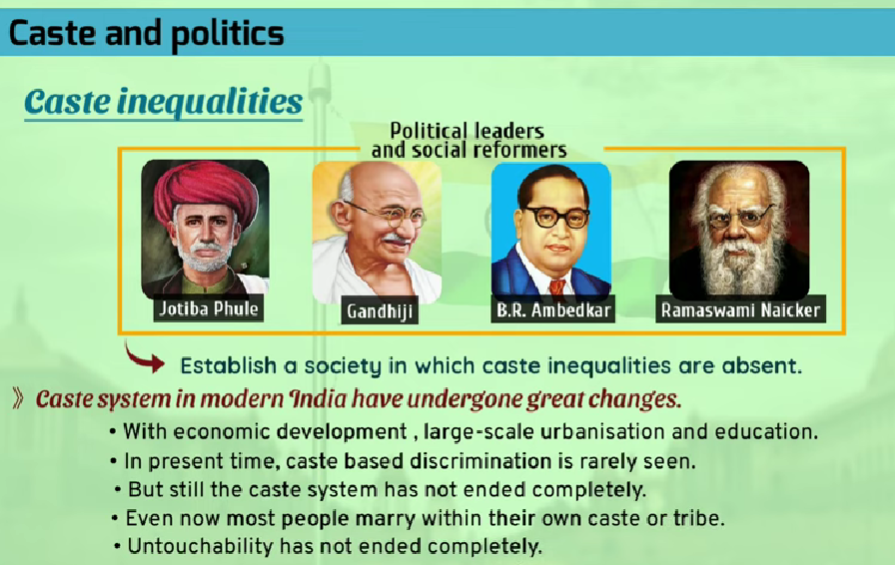 Caste and politics
Caste inequalities
Political leaders
and social reformers
Jotiba Phule
Gandhiji
B.R. Ambedkar
Ramaswami Naicker
Establish a society in which caste inequalities are absent.
》 Caste system in modern India have undergone great changes.
• With economic development , large-scale urbanisation and education.
• In present time, caste based discrimination is rarely seen.
• But still the caste system has not ended completely.
• Even now most people marry within their own caste or tribe.
• Untouchability has not ended completely.